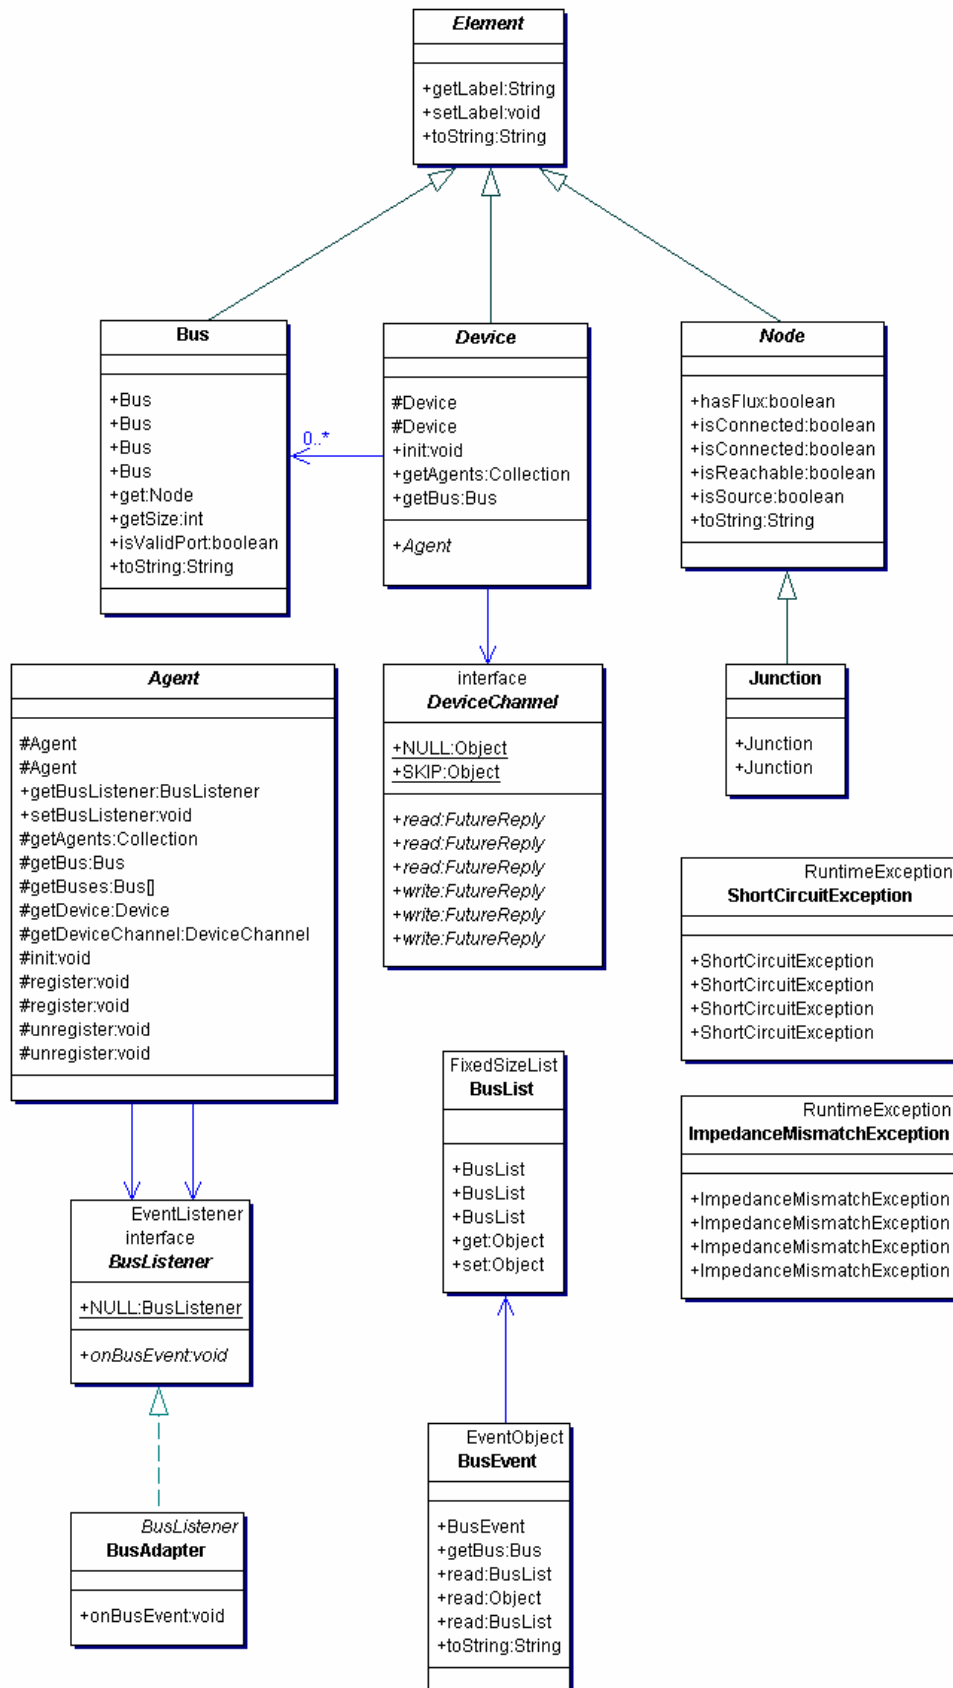 Element
+getLabel:String
+setLabel:void
+toString:String
Bus
+Bus
+Bus
+Bus
+Bus
+get:Node
+getSize:int
+isValidPort:boolean
+toString:String
0..*
Device
#Device
#Device
+init:void
+getAgents:Collection
+getBus:Bus
+Agent
Node
+hasFlux:boolean
+isConnected:boolean
+isConnected:boolean
+isReachable:boolean
+isSource:boolean
+toString:String
Agent
#Agent
#Agent
+getBusListener:BusListener
+setBusListener:void
#getAgents:Collection
#getBus:Bus
#getBuses:Bus[]
#getDevice:Device
#getDeviceChannel:DeviceChannel
#init:void
#register:void
#register:void
#unregister:void
#unregister:void
interface
DeviceChannel
+NULL:Object
+SKIP:Object
+read:FutureReply
+read:FutureReply
+read:FutureReply
+write:FutureReply
+write:FutureReply
+write:FutureReply
Junction
+Junction
+Junction
RuntimeException
ShortCircuitException
+ShortCircuitException
+ShortCircuitException
+ShortCircuitException
+ShortCircuitException
FixedSizeList
BusList
+BusList
+BusList
+BusList
+get:Object
+set:Object
RuntimeException
ImpedanceMismatchException
+ImpedanceMismatchException
+ImpedanceMismatchException
+ImpedanceMismatchException
+ImpedanceMismatchException
EventListener
interface
BusListener
+NULL:BusListener
+onBusEvent:void
BusListener
BusAdapter
+onBusEvent:void
EventObject
BusEvent
+BusEvent
+getBus:Bus
+read:BusList
+read:Object
+read:BusList
+toString:String